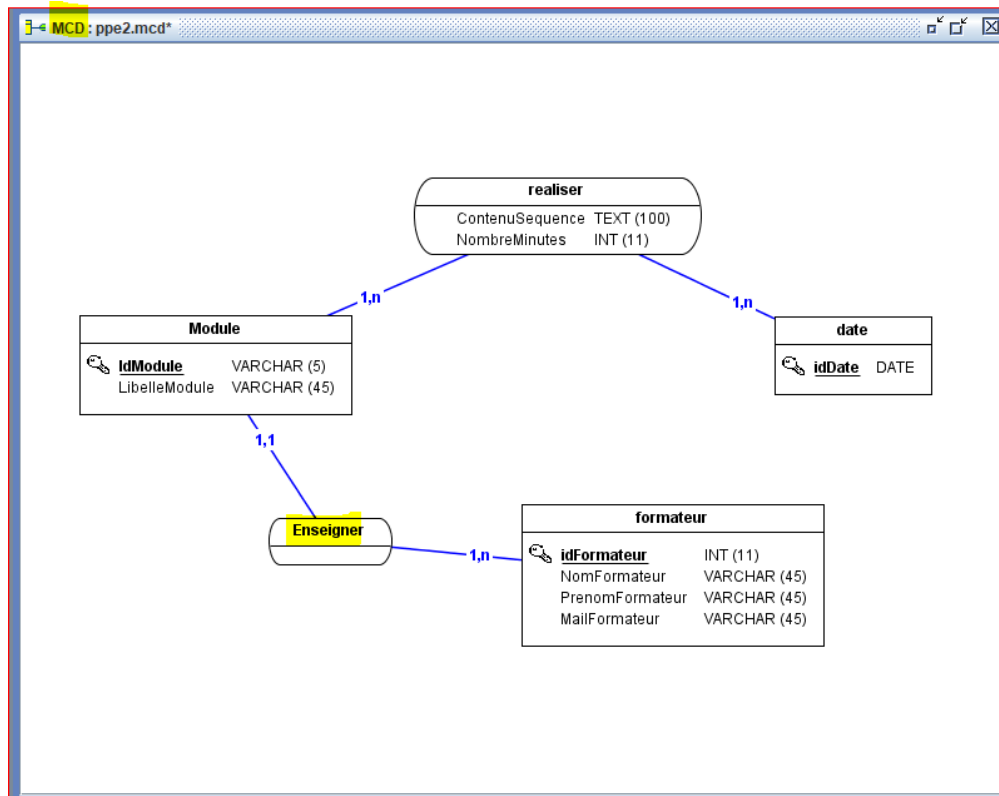 MCD : ppe2.mcd*
realiser
ContenuSequence TEXT (100)
NombreMinutes INT (11)
1,n
1,n
Module
IdModule VARCHAR (5)
LibelleModule VARCHAR (45)
date
idDate DATE
1,1
Enseigner
1,n
formateur
idFormateur INT (11)
NomFormateur VARCHAR (45)
PrenomFormateur VARCHAR (45)
MailFormateur VARCHAR (45)